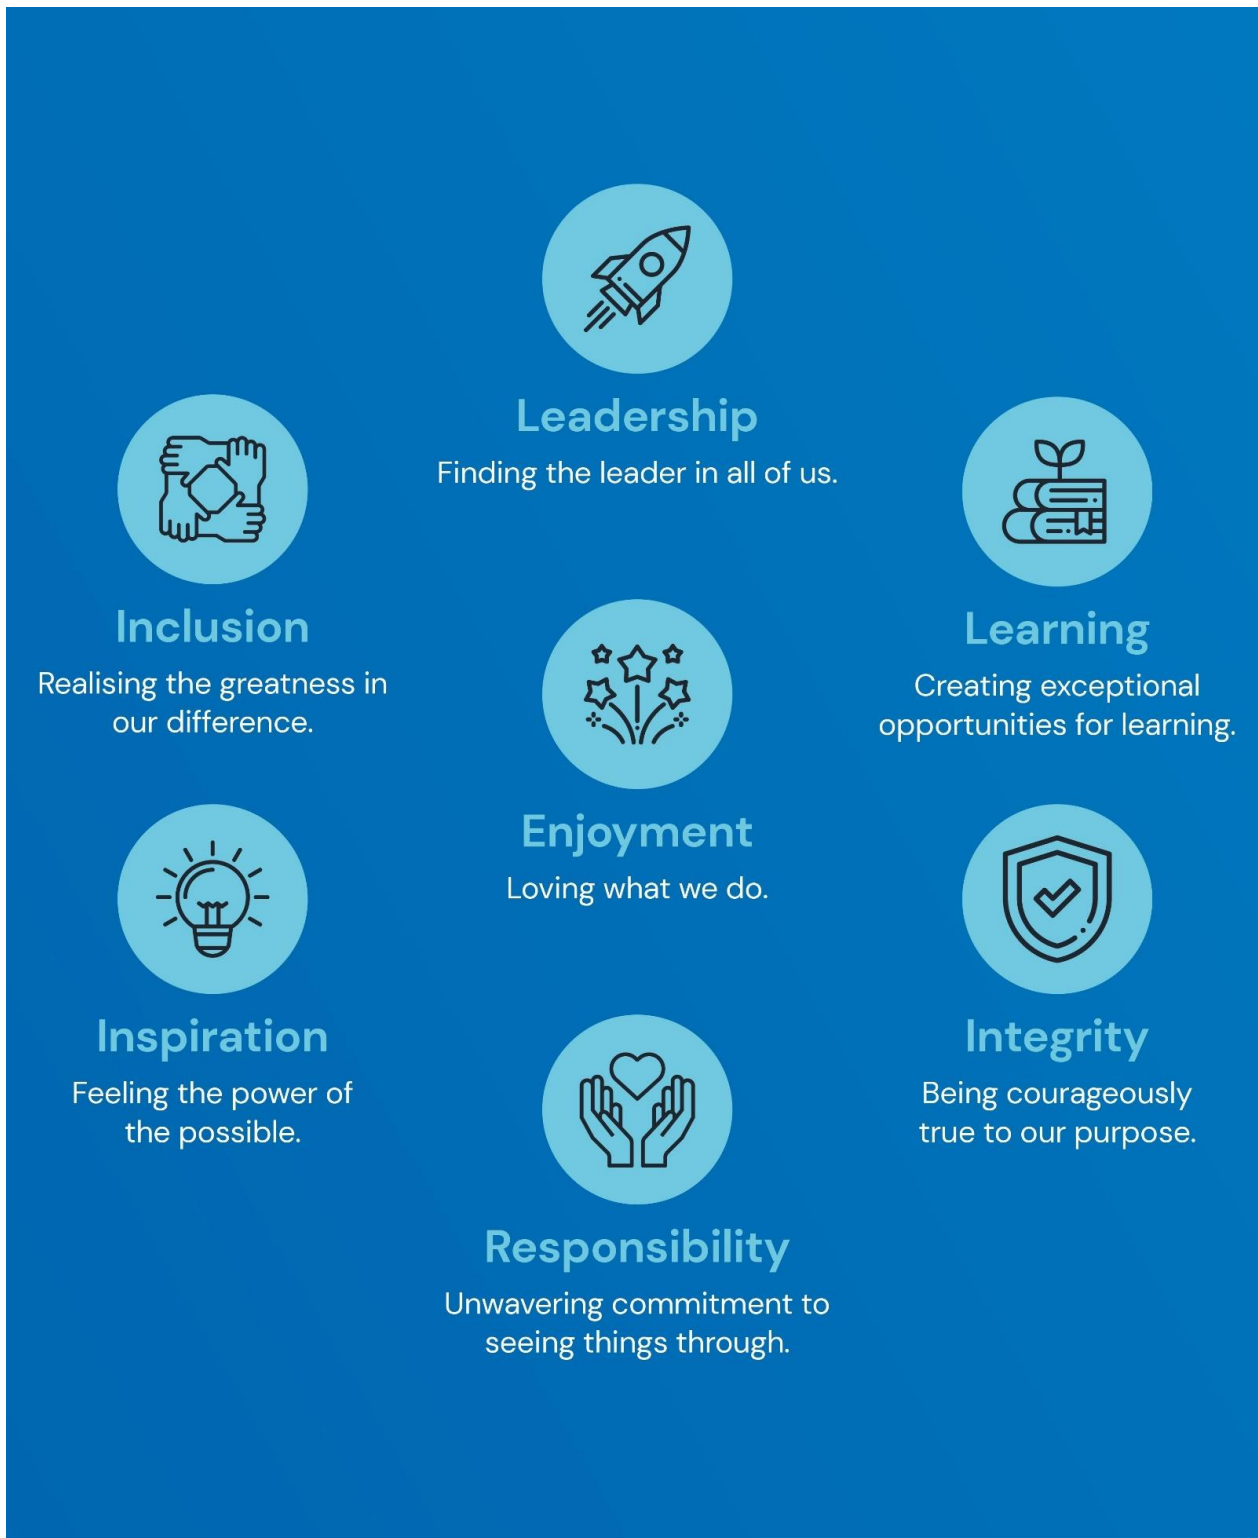 Leadership
Finding the leader in all of us.
Inclusion
Realising the greatness in
our difference.
Learning
Creating exceptional
opportunities for learning.
Enjoyment
Loving what we do.
Inspiration
Feeling the power of
the possible.
Integrity
Being courageously
true to our purpose.
Responsibility
Unwavering commitment to
seeing things through.